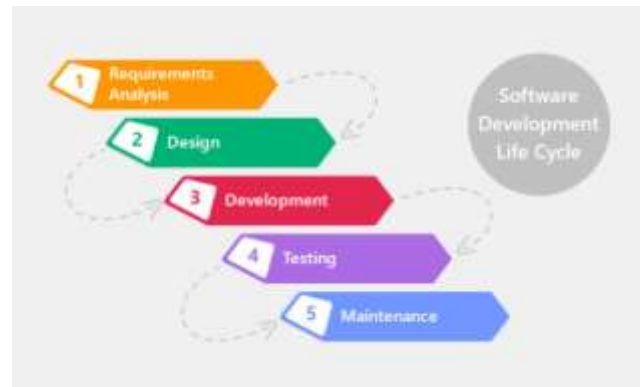 1
Requirements
Analysis
2
Design
3
Development
4
Testing
5
Maintenance
Software
Development
Life Cycle